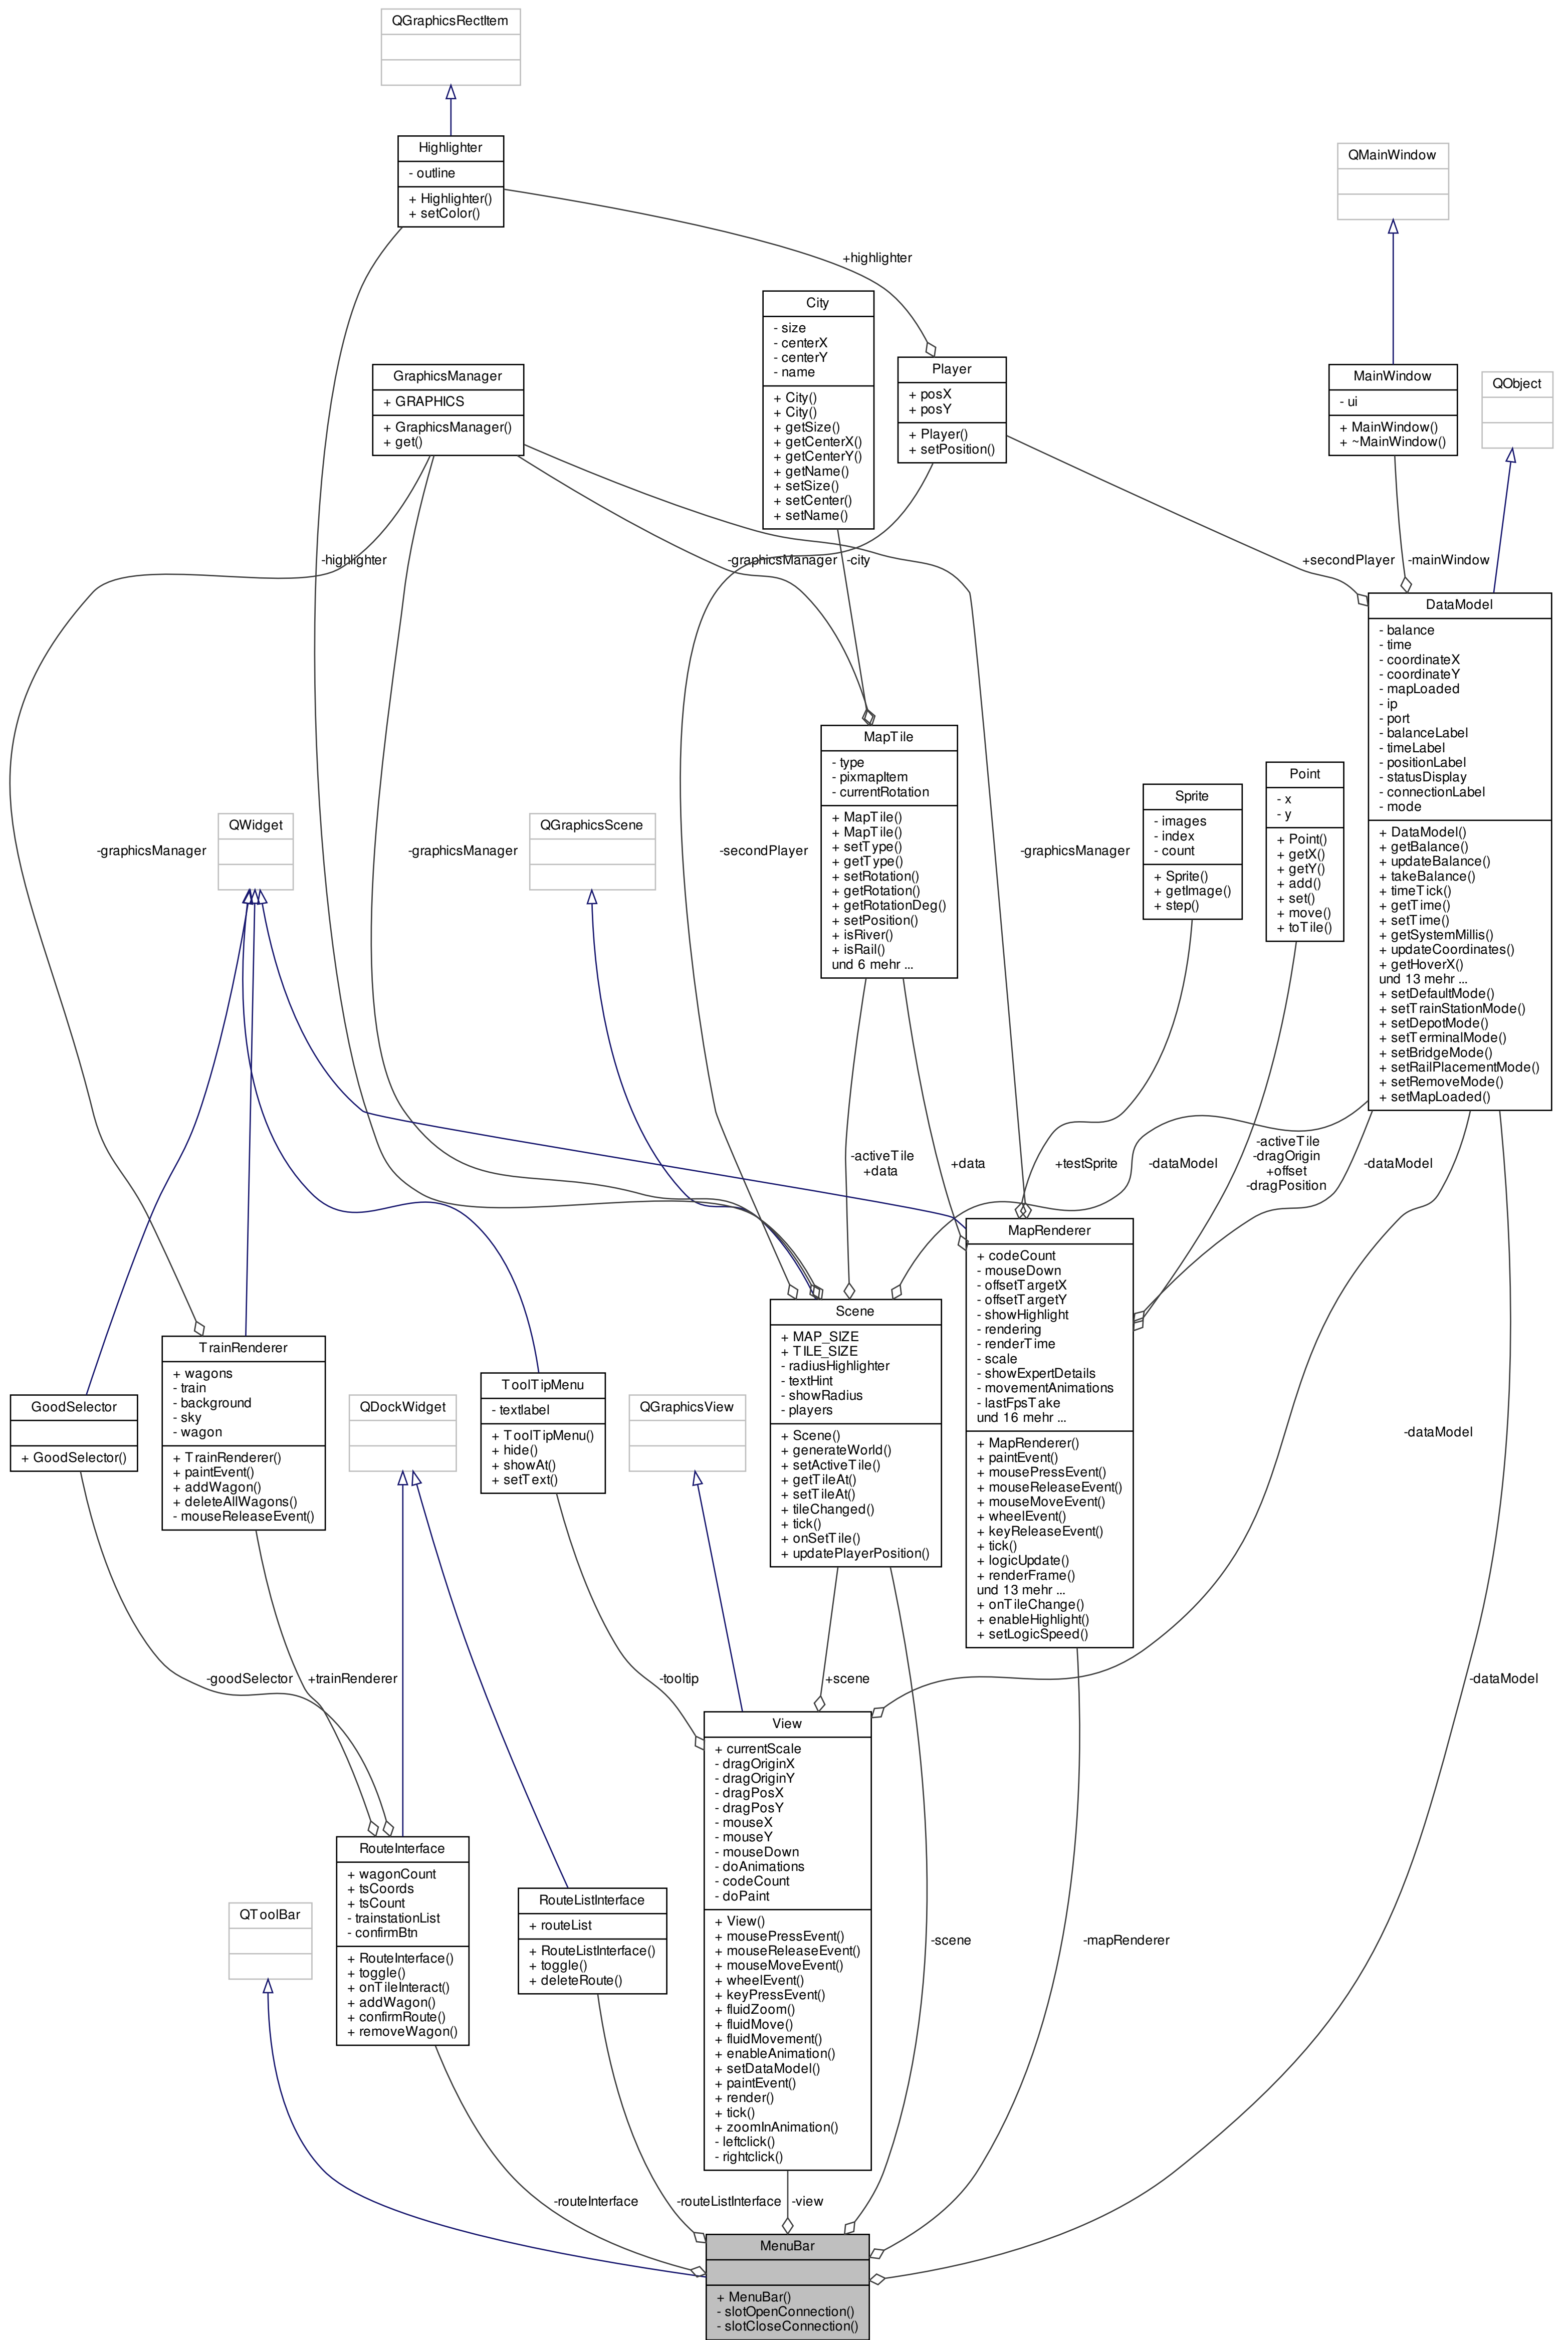 QGraphicsRectItem
Highlighter
- outline
+ Highlighter()
+ setColor()
QMainWindow
+highlighter
City
- size
- centerX
- centerY
- name
+ City()
+ City()
+ getSize()
+ getCenterX()
+ getCenterY()
+ getName()
+ setSize()
+ setCenter()
+ setName()
GraphicsManager
+ GRAPHICS
+ GraphicsManager()
+ get()
Player
+ posX
+ posY
+ Player()
+ setPosition()
MainWindow
- ui
+ MainWindow()
+ ~MainWindow()
QObject
-highlighter
-graphicsManager
-city
+secondPlayer
-mainWindow
DataModel
- balance
- time
- coordinateX
- coordinateY
- mapLoaded
- ip
- port
- balanceLabel
- timeLabel
- positionLabel
- statusDisplay
- connectionLabel
- mode
+ DataModel()
+ getBalance()
+ updateBalance()
+ takeBalance()
+ timeTick()
+ getTime()
+ setTime()
+ getSystemMillis()
+ updateCoordinates()
+ getHoverX()
und 13 mehr ...
+ setDefaultMode()
+ setTrainStationMode()
+ setDepotMode()
+ setTerminalMode()
+ setBridgeMode()
+ setRailPlacementMode()
+ setRemoveMode()
+ setMapLoaded()
MapTile
- type
- pixmapItem
- currentRotation
+ MapTile()
+ MapTile()
+ setType()
+ getType()
+ setRotation()
+ getRotation()
+ getRotationDeg()
+ setPosition()
+ isRiver()
+ isRail()
und 6 mehr ...
Sprite
- images
- index
- count
+ Sprite()
+ getImage()
+ step()
Point
- x
- y
+ Point()
+ getX()
+ getY()
+ add()
+ set()
+ move()
+ toTile()
-graphicsManager
QWidget
-graphicsManager
QGraphicsScene
-secondPlayer
-graphicsManager
-activeTile
+data
+data
+testSprite
-dataModel
-activeTile
-dragOrigin
+offset
-dragPosition
-dataModel
MapRenderer
+ codeCount
- mouseDown
- offsetTargetX
- offsetTargetY
- showHighlight
- rendering
- renderTime
- scale
- showExpertDetails
- movementAnimations
- lastFpsTake
und 16 mehr ...
+ MapRenderer()
+ paintEvent()
+ mousePressEvent()
+ mouseReleaseEvent()
+ mouseMoveEvent()
+ wheelEvent()
+ keyReleaseEvent()
+ tick()
+ logicUpdate()
+ renderFrame()
und 13 mehr ...
+ onTileChange()
+ enableHighlight()
+ setLogicSpeed()
Scene
+ MAP_SIZE
+ TILE_SIZE
- radiusHighlighter
- textHint
- showRadius
- players
+ Scene()
+ generateWorld()
+ setActiveTile()
+ getTileAt()
+ setTileAt()
+ tileChanged()
+ tick()
+ onSetTile()
+ updatePlayerPosition()
TrainRenderer
+ wagons
- train
- background
- sky
- wagon
+ TrainRenderer()
+ paintEvent()
+ addWagon()
+ deleteAllWagons()
- mouseReleaseEvent()
GoodSelector
+ GoodSelector()
QDockWidget
ToolTipMenu
- textlabel
+ ToolTipMenu()
+ hide()
+ showAt()
+ setText()
QGraphicsView
-dataModel
-goodSelector
+trainRenderer
-tooltip
+scene
-dataModel
View
+ currentScale
- dragOriginX
- dragOriginY
- dragPosX
- dragPosY
- mouseX
- mouseY
- mouseDown
- doAnimations
- codeCount
- doPaint
+ View()
+ mousePressEvent()
+ mouseReleaseEvent()
+ mouseMoveEvent()
+ wheelEvent()
+ keyPressEvent()
+ fluidZoom()
+ fluidMove()
+ fluidMovement()
+ enableAnimation()
+ setDataModel()
+ paintEvent()
+ render()
+ tick()
+ zoomInAnimation()
- leftclick()
- rightclick()
RouteInterface
+ wagonCount
+ tsCoords
+ tsCount
- trainstationList
- confirmBtn
+ RouteInterface()
+ toggle()
+ onTileInteract()
+ addWagon()
+ confirmRoute()
+ removeWagon()
RouteListInterface
+ routeList
+ RouteListInterface()
+ toggle()
+ deleteRoute()
QToolBar
-scene
-mapRenderer
-routeInterface
-routeListInterface
-view
MenuBar
+ MenuBar()
- slotOpenConnection()
- slotCloseConnection()